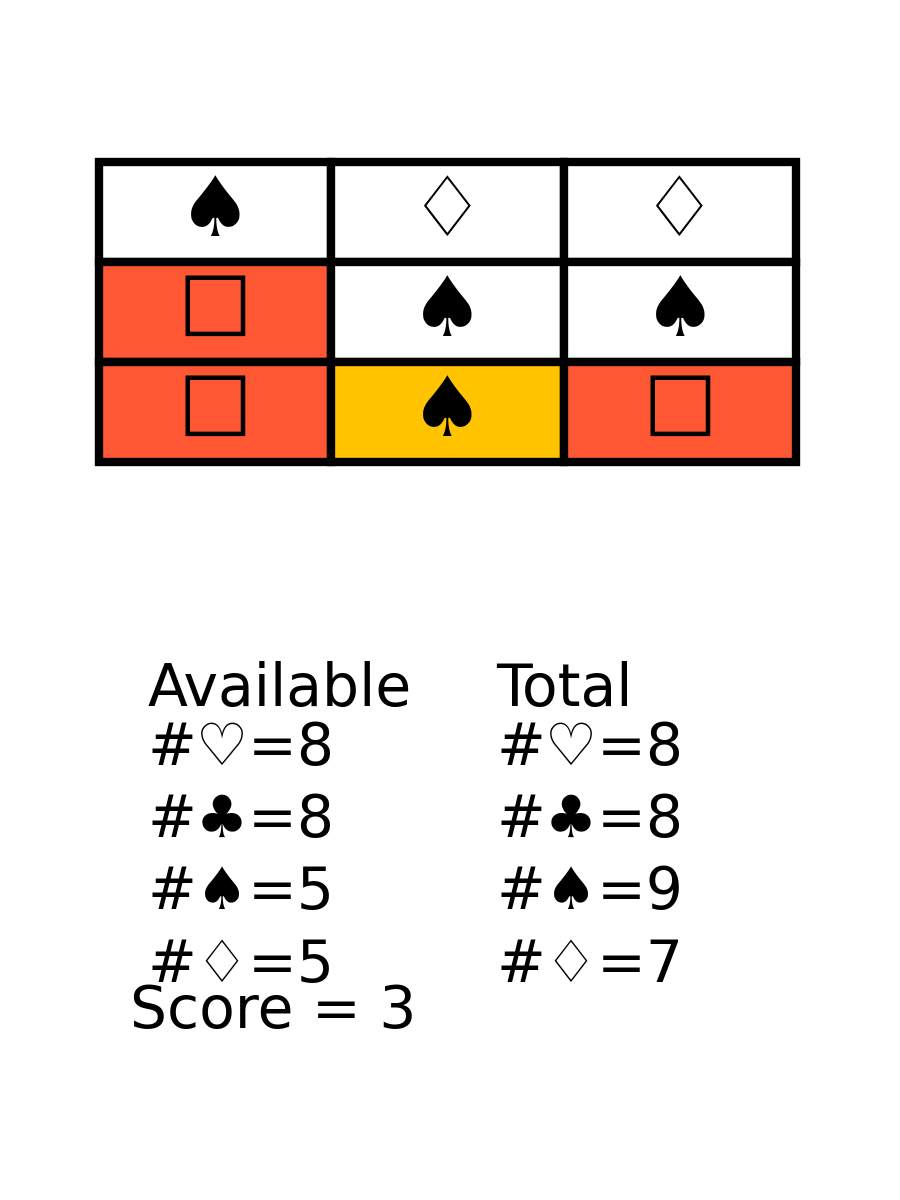 ♠ ♢ ♢
□ ♠ ♠
□ ♠ □
Available Total
#♡=8 #♡=8
#♣=8 #♣=8
#♠=5 #♠=9
#♢=5 #♢=7
Score = 3